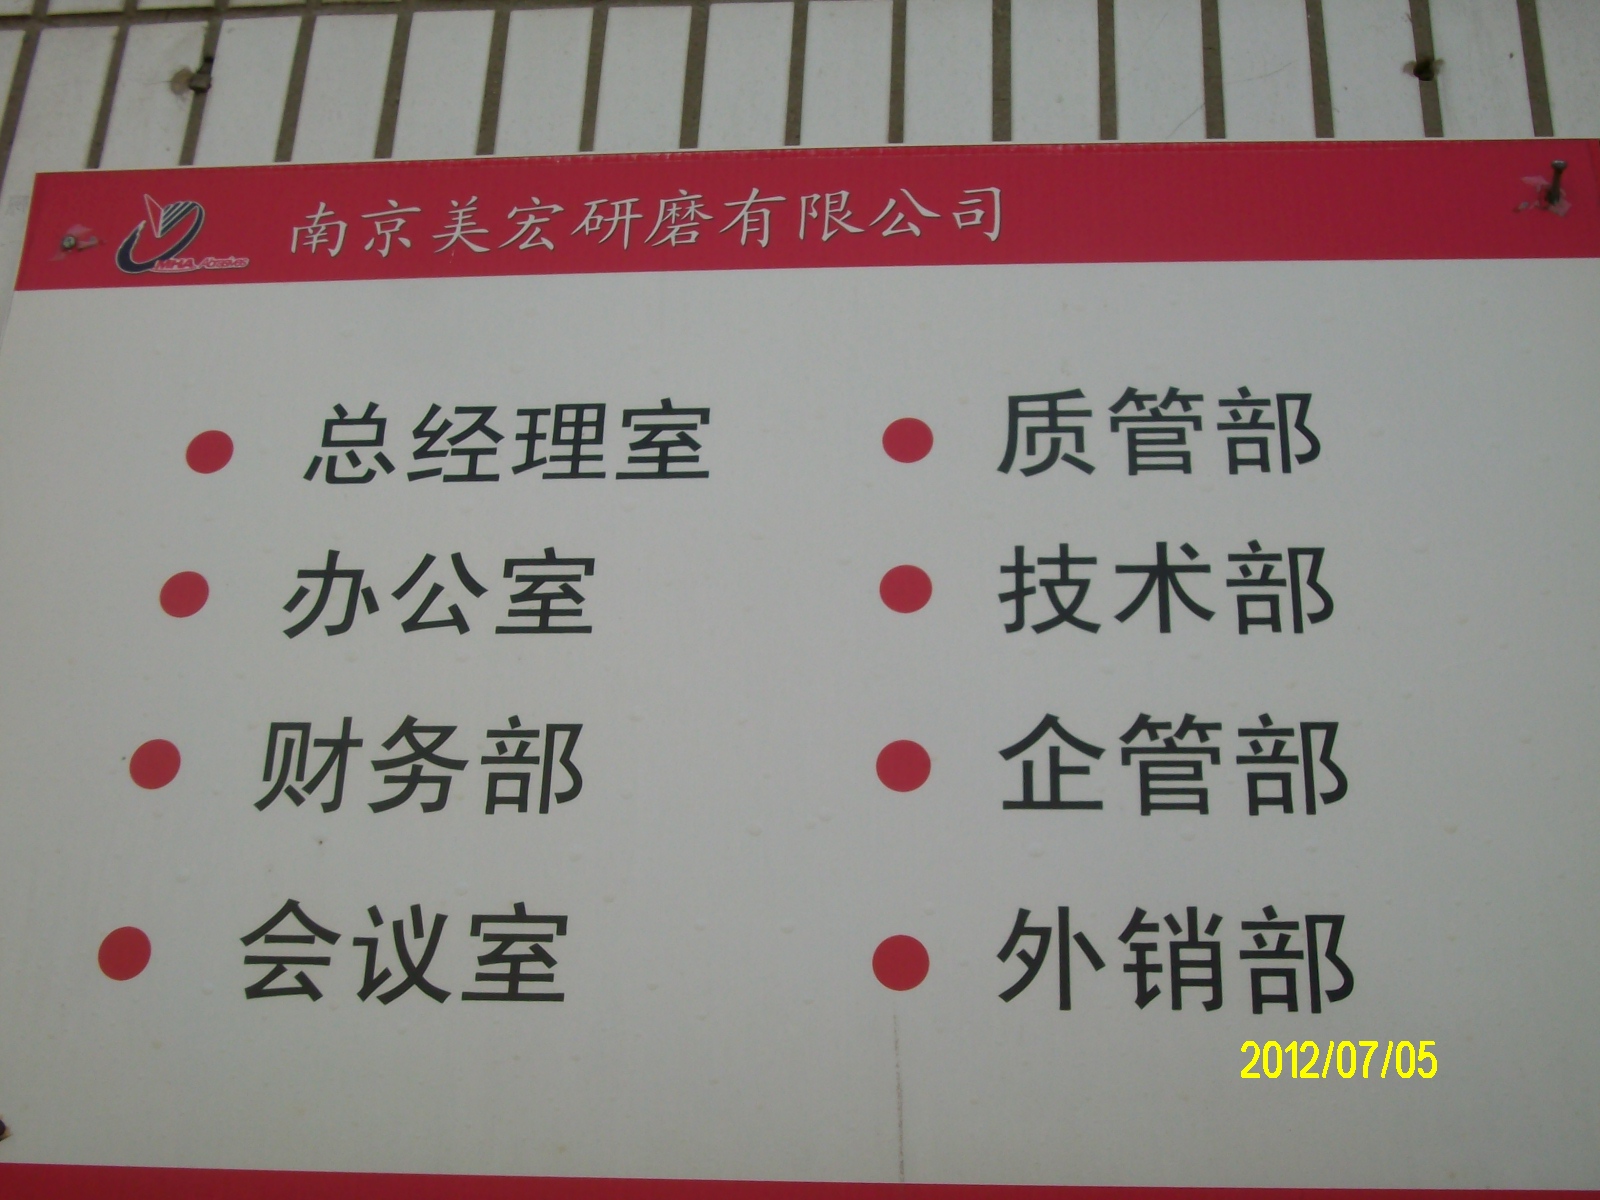 MHA Abrasives
南京美宏研磨有限公司
总经理室
办公室
财务部
会议室
质管部
技术部
企管部
外销部
2012/07/05